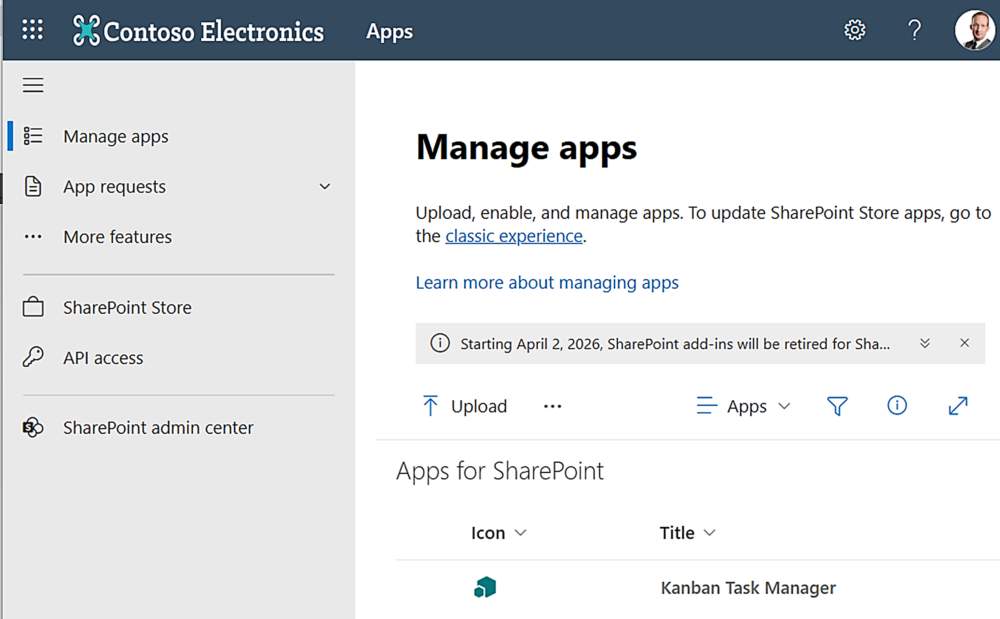 Contoso Electronics
Apps
Manage apps
App requests
More features
SharePoint Store
API access
SharePoint admin center
Manage apps
Upload, enable, and manage apps. To update SharePoint Store apps, go to
the classic experience.
Learn more about managing apps
Starting April 2, 2026, SharePoint add-ins will be retired for Sha...
Upload
Apps
Apps for SharePoint
Icon
Title
Kanban Task Manager